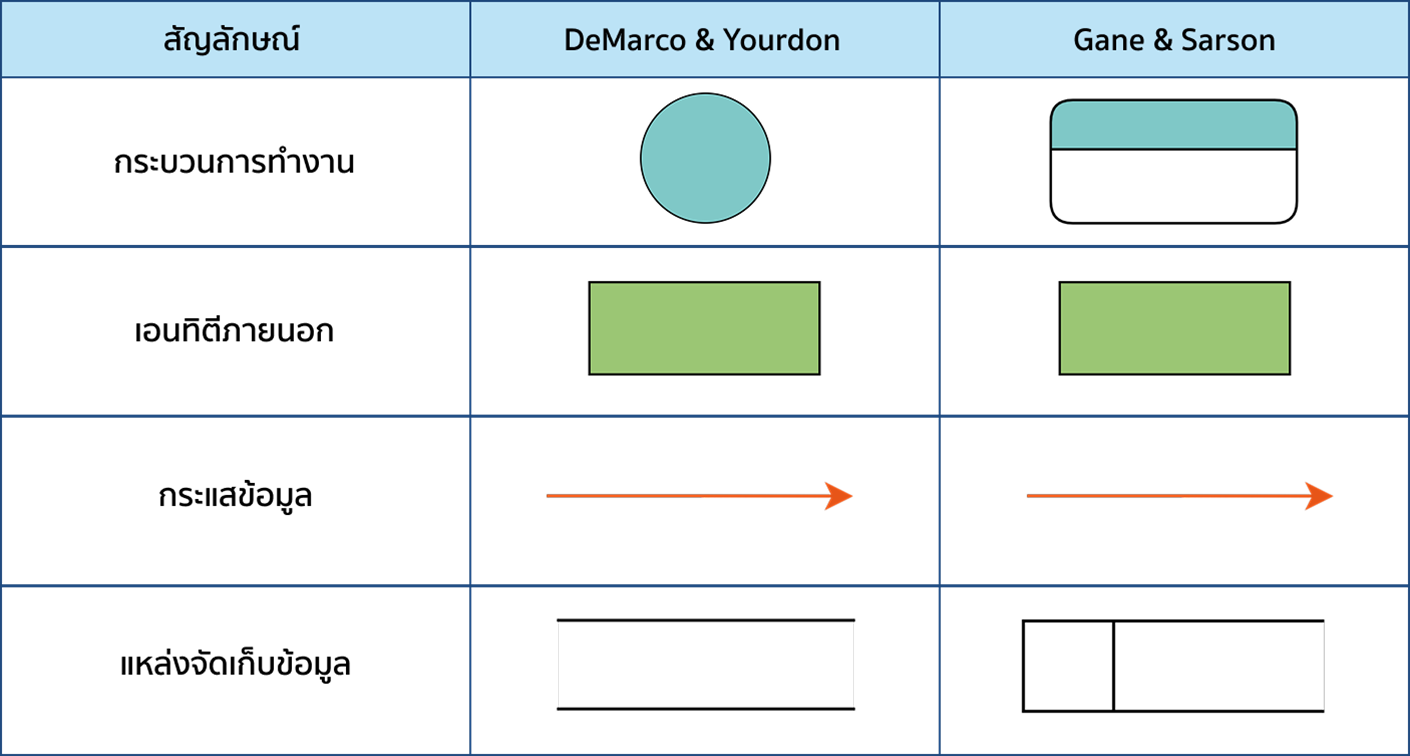 สัญลักษณ์
DeMarco & Yourdon
Gane & Sarson
กระบวนการทำงาน
เอนทิตีภายนอก
กระแสข้อมูล
แหล่งจัดเก็บข้อมูล